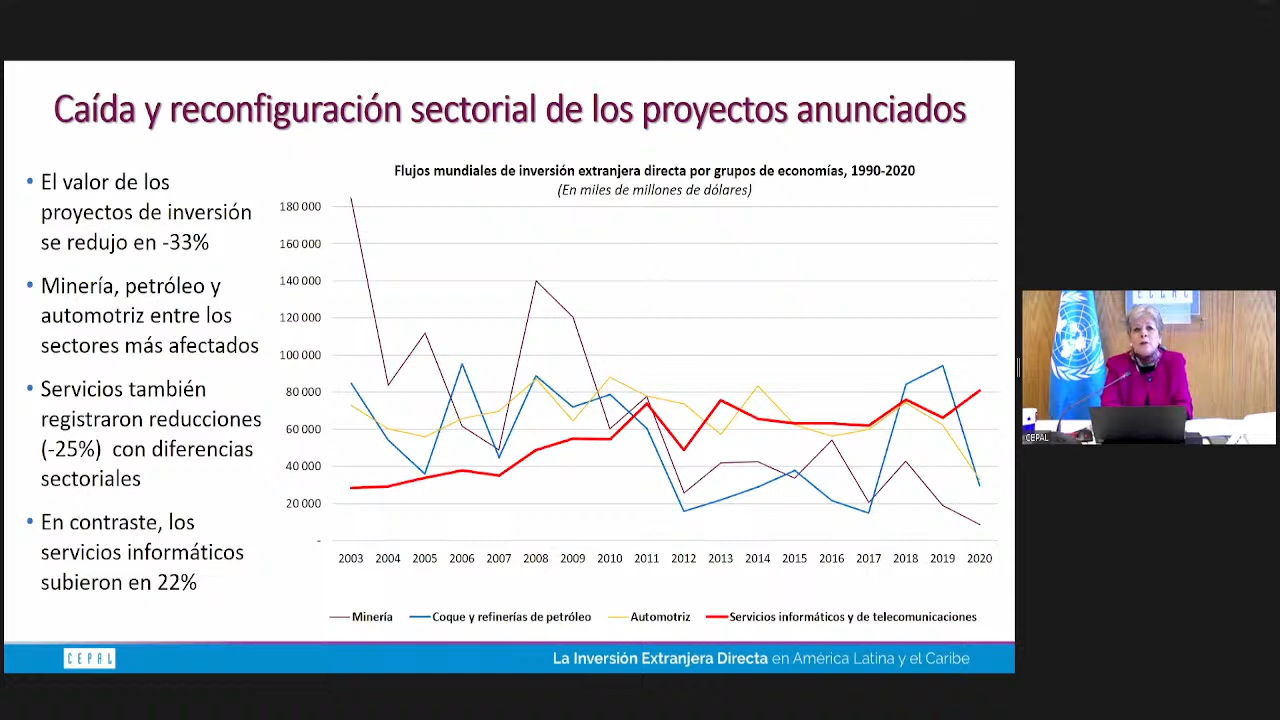 Caída y reconfiguración sectorial de los proyectos anunciados
• El valor de los
proyectos de inversión
se redujo en -33%
• Minería, petróleo y
automotriz entre los
sectores más afectados
• Servicios también
registraron reducciones
(-25%) con diferencias
sectoriales
• En contraste, los
servicios informáticos
subieron en 22%
Flujos mundiales de inversión extranjera directa por grupos de economías, 1990-2020
(En miles de millones de dólares)
180 000
160 000
140 000
120 000
100 000
80 000
60 000
40 000
20 000
-
2003 2004 2005 2006 2007 2008 2009 2010 2011 2012 2013 2014 2015 2016 2017 2018 2019 2020
Minería Coque y refinerías de petróleo Automotriz Servicios informáticos y de telecomunicaciones
CEPAL
La Inversión Extranjera Directa en América Latina y el Caribe
CEPAL